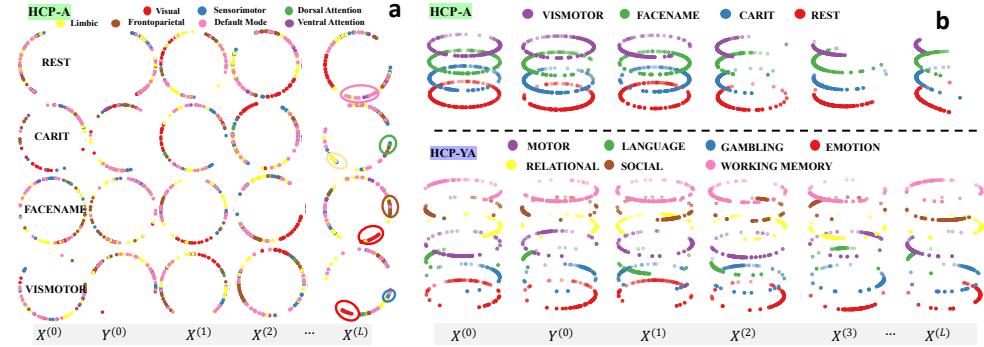 HCP-A
a
Visual
Sensorimotor
Dorsal Attention
Limbic
Frontoparietal
Default Mode
Ventral Attention
REST
CARIT
FACENAME
VISMOTOR
X^(0) Y^(0) X^(1) X^(2) ... X^(L)
HCP-A
b
VISMOTOR FACENAME CARIT REST
HCP-YA
MOTOR LANGUAGE GAMBLING EMOTION
RELATIONAL SOCIAL WORKING MEMORY
X^(0) Y^(0) X^(1) X^(2) X^(3) ... X^(L)